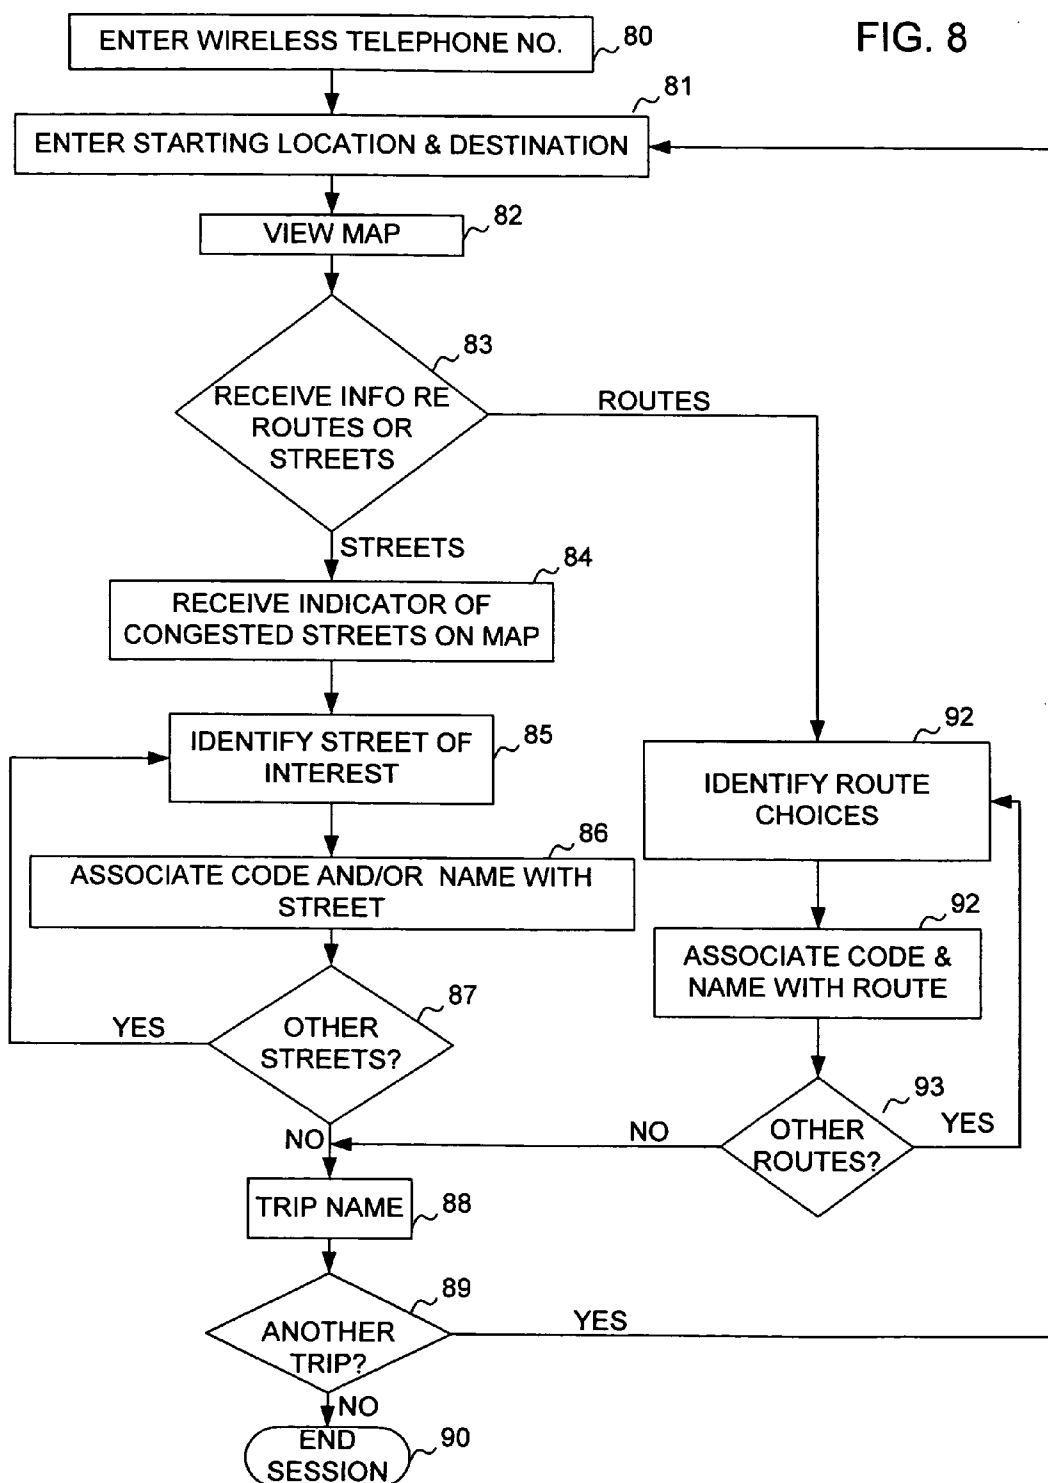 FIG. 8
ENTER WIRELESS TELEPHONE NO.
80
81
ENTER STARTING LOCATION & DESTINATION
VIEW MAP
82
83
RECEIVE INFO RE
ROUTES OR
STREETS
ROUTES
STREETS
84
RECEIVE INDICATOR OF
CONGESTED STREETS ON MAP
IDENTIFY STREET OF
INTEREST
85
92
IDENTIFY ROUTE
CHOICES
86
ASSOCIATE CODE AND/OR NAME WITH
STREET
92
ASSOCIATE CODE &
NAME WITH ROUTE
87
OTHER
STREETS?
YES
NO
93
OTHER
ROUTES?
YES
NO
TRIP NAME
88
89
ANOTHER
TRIP?
YES
NO
END
SESSION
90